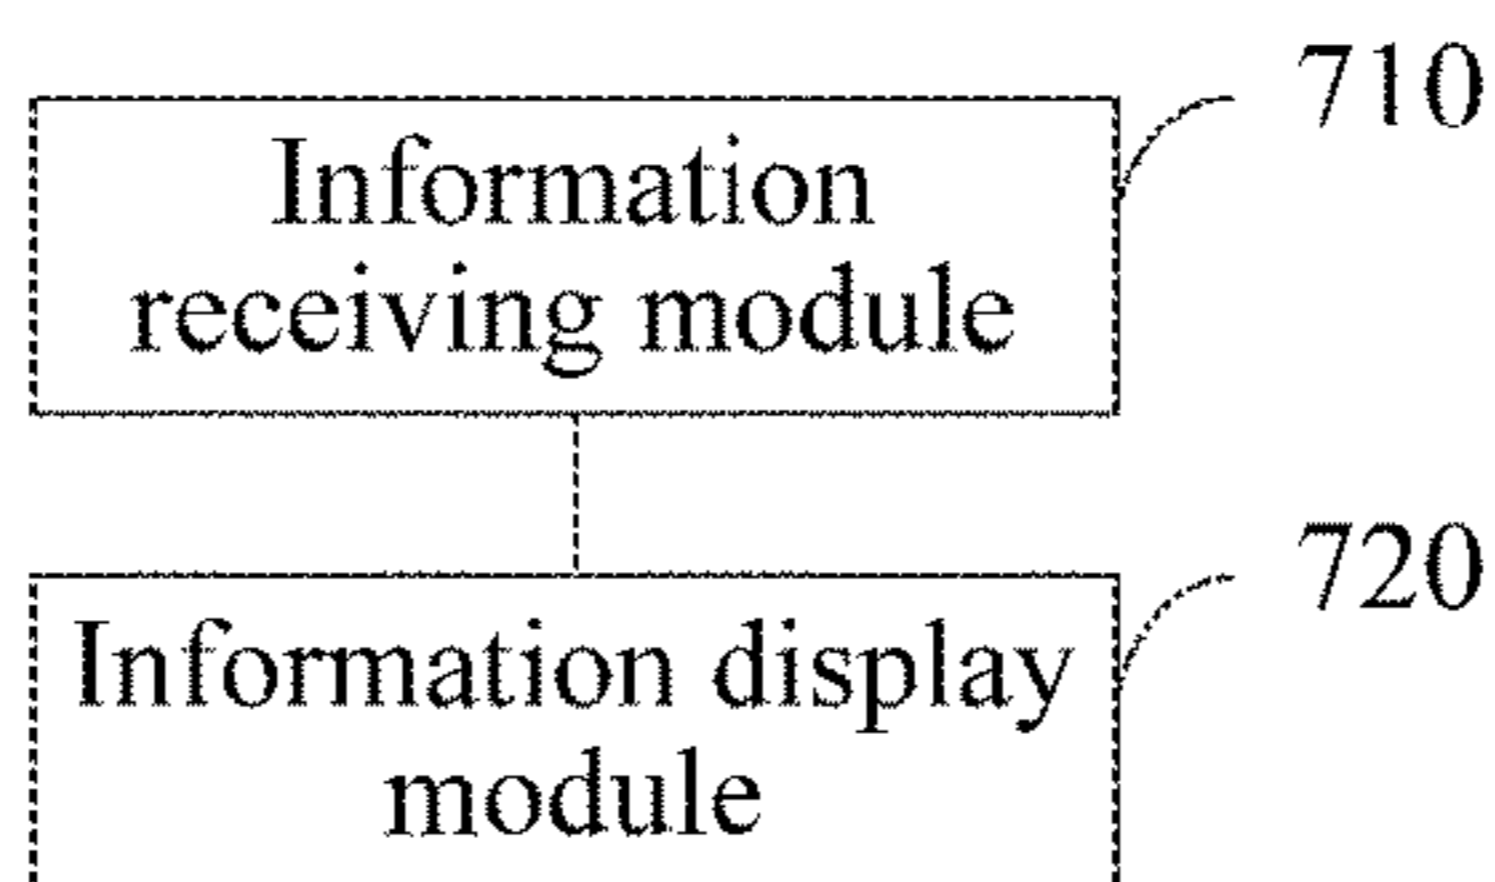 710
Information
receiving module
720
Information display
module